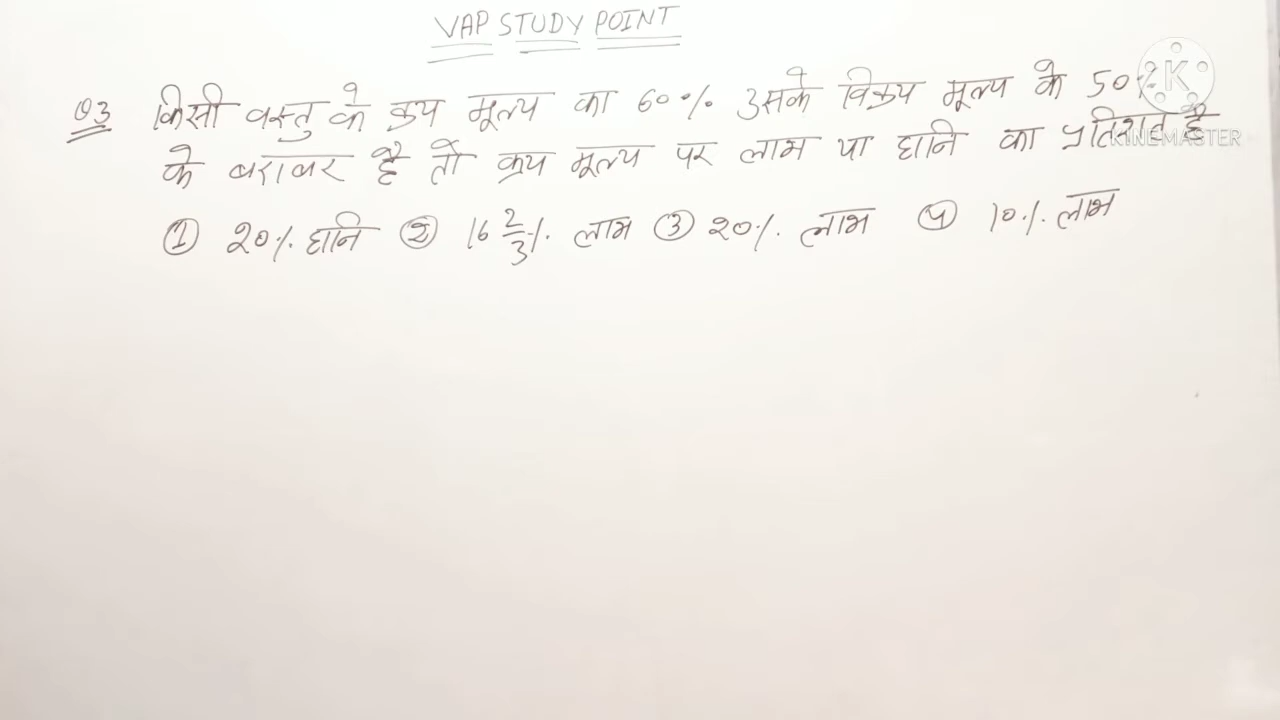 VAP STUDY POINT
Q3 किसी वस्तु के क्रय मूल्य का 60% उसके विक्रय मूल्य के 50%
के बराबर है तो क्रय मूल्य पर लाभ या हानि का प्रतिशत है
K
KINEMASTER
① 20% हानि ② 16 2/3% लाभ ③ 20% लाभ ④ 10% लाभ